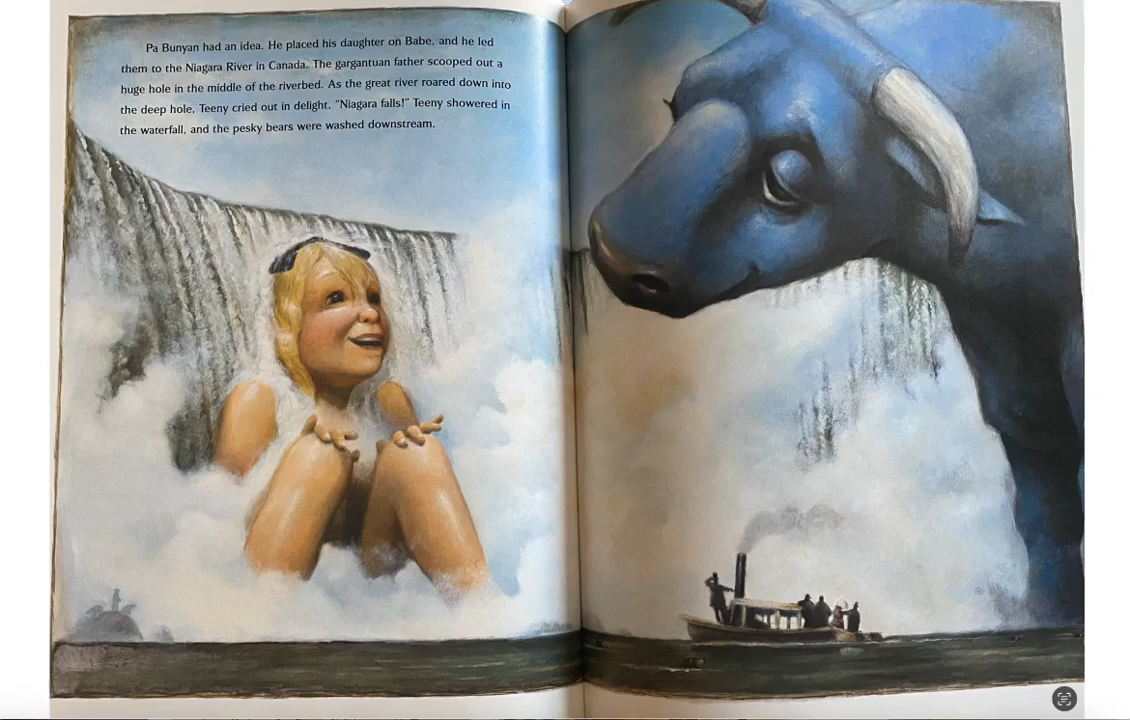 Pa Bunyan had an idea. He placed his daughter on Babe, and he led
them to the Niagara River in Canada. The gargantuan father scooped out a
huge hole in the middle of the riverbed. As the great river roared down into
the deep hole, Teeny cried out in delight. "Niagara falls!" Teeny showered in
the waterfall, and the pesky bears were washed downstream.